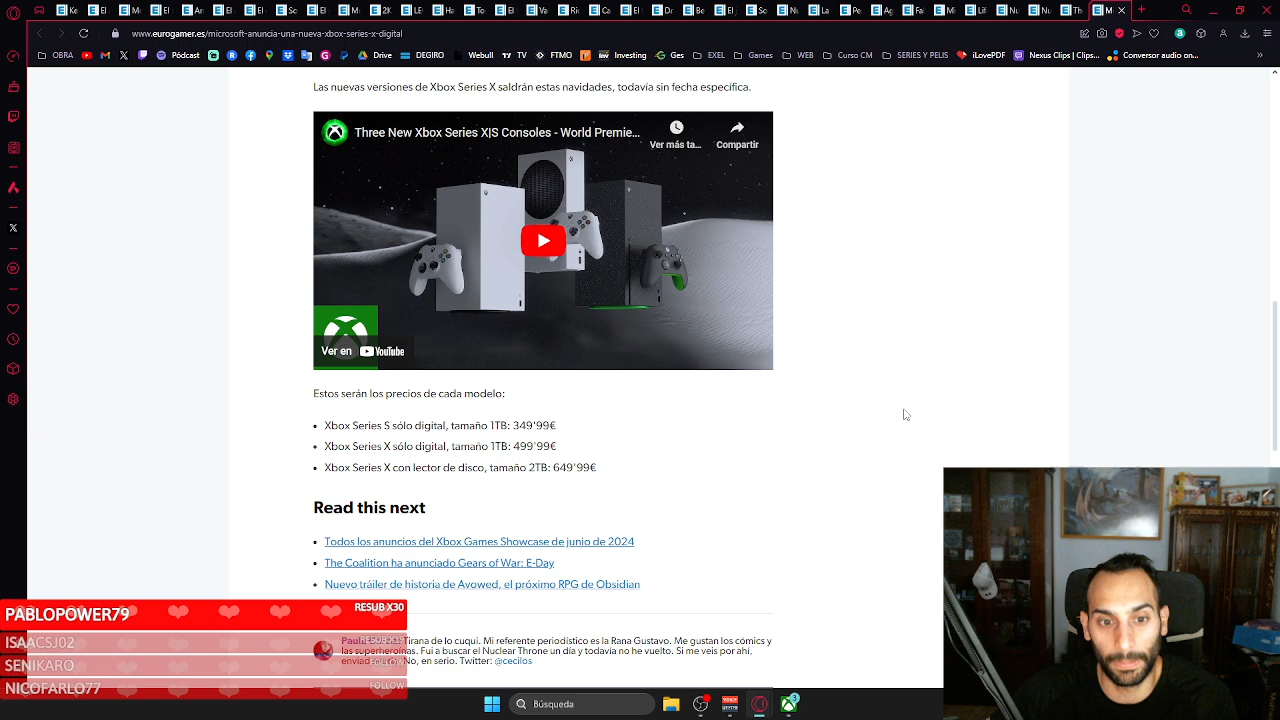 www.eurogamer.es/microsoft-anuncia-una-nueva-xbox-series-x-digital
OBRA Pódcast Drive DEGIRO Webull TV FTMO Investing Ges EXEL Games WEB Curso CM SERIES Y PELIS iLovePDF Nexus Clips | Clips... Conversor audio on...
Las nuevas versiones de Xbox Series X saldrán estas navidades, todavía sin fecha específica.
Three New Xbox Series X|S Consoles - World Premie...
Ver más ta...
Compartir
Ver en YouTube
Estos serán los precios de cada modelo:
Xbox Series S sólo digital, tamaño 1TB: 349'99€
Xbox Series X sólo digital, tamaño 1TB: 499'99€
Xbox Series X con lector de disco, tamaño 2TB: 649'99€
Read this next
Todos los anuncios del Xbox Games Showcase de junio de 2024
The Coalition ha anunciado Gears of War: E-Day
Nuevo tráiler de historia de Avowed, el próximo RPG de Obsidian
PABLOPOWER79 RESUB X30
ISAACSJ02
SENIKARO FOLLOW
NICOFARLO77 FOLLOW
Tirana de lo cuqui. Mi referente periodístico es la Rana Gustavo. Me gustan los cómics y
las superheroínas. Fui a buscar el Nuclear Throne un día y todavía no he vuelto. Si me veis por ahí,
No, en serio. Twitter: @cecilos
Búsqueda